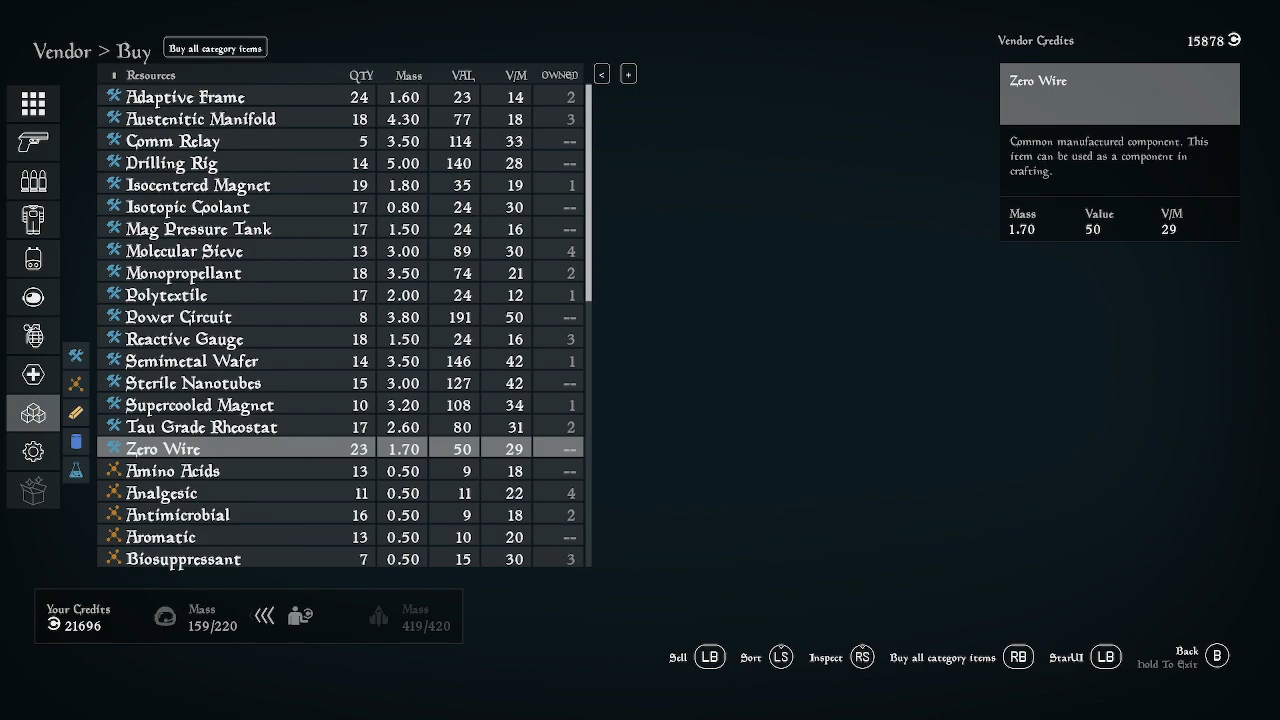 Vendor > Buy
Buy all category items
Vendor Credits 15878
Resources QTY Mass VAL V/M OWNED < +
Adaptive Frame 24 1.60 23 14 2
Austenitic Manifold 18 4.30 77 18 3
Comm Relay 5 3.50 114 33 --
Drilling Rig 14 5.00 140 28 --
Isocentered Magnet 19 1.80 35 19 1
Isotopic Coolant 17 0.80 24 30 --
Mag Pressure Tank 17 1.50 24 16 --
Molecular Sieve 13 3.00 89 30 4
Monopropellant 18 3.50 74 21 2
Polytextile 17 2.00 24 12 1
Power Circuit 8 3.80 191 50 --
Reactive Gauge 18 1.50 24 16 3
Semimetal Wafer 14 3.50 146 42 1
Sterile Nanotubes 15 3.00 127 42 --
Supercooled Magnet 10 3.20 108 34 1
Tau Grade Rheostat 17 2.60 80 31 2
Zero Wire 23 1.70 50 29 --
Amino Acids 13 0.50 9 18 --
Analgesic 11 0.50 11 22 4
Antimicrobial 16 0.50 9 18 2
Aromatic 13 0.50 10 20 --
Biosuppressant 7 0.50 15 30 3
Zero Wire
Common manufactured component. This
item can be used as a component in
crafting.
Mass Value V/M
1.70 50 29
Your Credits
21696
Mass
159/220
Mass
419/420
Sell LB Sort LS Inspect RS Buy all category items RB StarUI LB Back B
hold To Exit